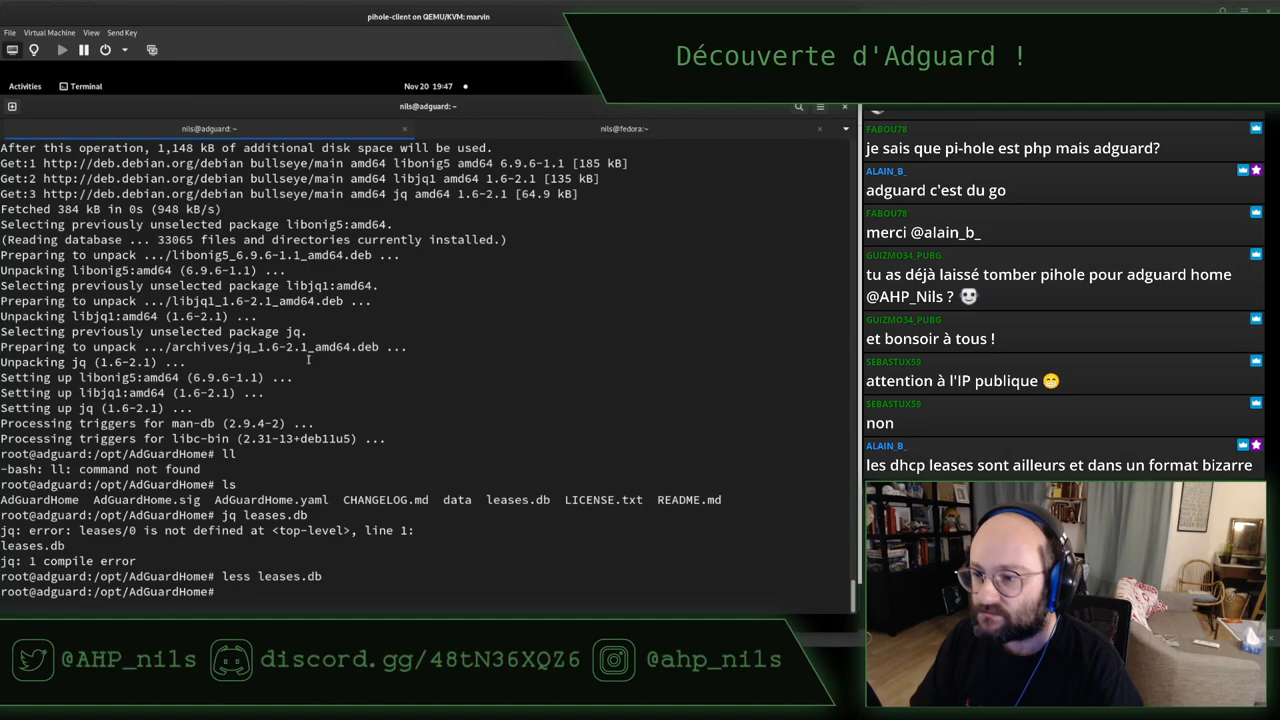 pihole-client on QEMU/KVM: marvin
File Virtual Machine View Send Key
Découverte d'Adguard !
Activities Terminal Nov 20 19:47
nils@adguard: ~
nils@adguard: ~ nils@fedora:~
After this operation, 1,148 kB of additional disk space will be used.
Get:1 http://deb.debian.org/debian bullseye/main amd64 libonig5 amd64 6.9.6-1.1 [185 kB]
Get:2 http://deb.debian.org/debian bullseye/main amd64 libjq1 amd64 1.6-2.1 [135 kB]
Get:3 http://deb.debian.org/debian bullseye/main amd64 jq amd64 1.6-2.1 [64.9 kB]
Fetched 384 kB in 0s (948 kB/s)
Selecting previously unselected package libonig5:amd64.
(Reading database ... 33065 files and directories currently installed.)
Preparing to unpack .../libonig5_6.9.6-1.1_amd64.deb ...
Unpacking libonig5:amd64 (6.9.6-1.1) ...
Selecting previously unselected package libjq1:amd64.
Preparing to unpack .../libjq1_1.6-2.1_amd64.deb ...
Unpacking libjq1:amd64 (1.6-2.1) ...
Selecting previously unselected package jq.
Preparing to unpack .../archives/jq_1.6-2.1_amd64.deb ...
Unpacking jq (1.6-2.1) ...
Setting up libonig5:amd64 (6.9.6-1.1) ...
Setting up libjq1:amd64 (1.6-2.1) ...
Setting up jq (1.6-2.1) ...
Processing triggers for man-db (2.9.4-2) ...
Processing triggers for libc-bin (2.31-13+deb11u5) ...
root@adguard:/opt/AdGuardHome# ll
-bash: ll: command not found
root@adguard:/opt/AdGuardHome# ls
AdGuardHome AdGuardHome.sig AdGuardHome.yaml CHANGELOG.md data leases.db LICENSE.txt README.md
root@adguard:/opt/AdGuardHome# jq leases.db
jq: error: leases/0 is not defined at <top-level>, line 1:
leases.db
jq: 1 compile error
root@adguard:/opt/AdGuardHome# less leases.db
root@adguard:/opt/AdGuardHome#
FABOU78
je sais que pi-hole est php mais adguard?
ALAIN_B_
adguard c'est du go
FABOU78
merci @alain_b_
GUIZMO34_PUBG
tu as déjà laissé tomber pihole pour adguard home
@AHP_Nils ?
GUIZMO34_PUBG
et bonsoir à tous !
SEBASTUX59
attention à l'IP publique 😁
SEBASTUX59
non
ALAIN_B_
les dhcp leases sont ailleurs et dans un format bizarre
@AHP_nils discord.gg/48tN36XQZ6 @ahp_nils